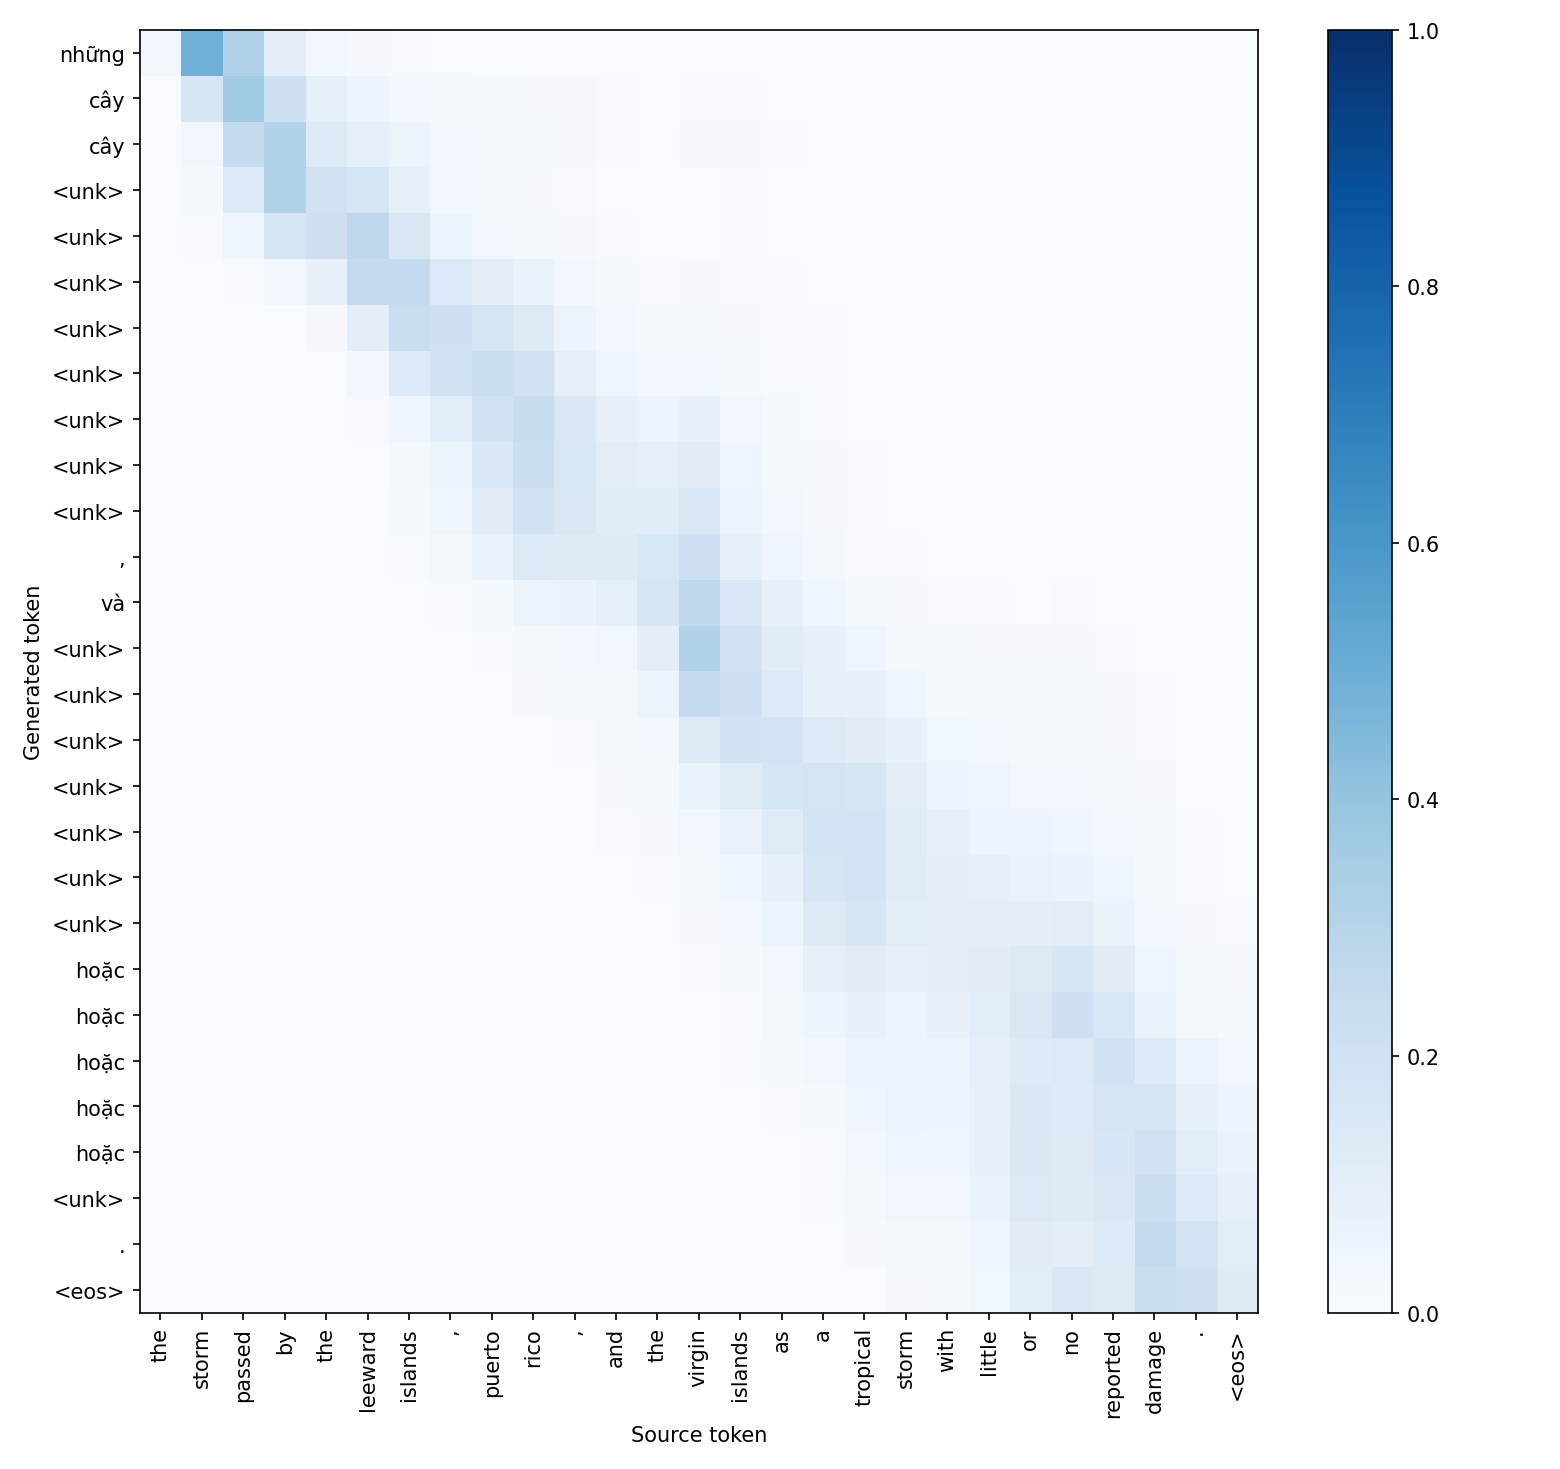 những
cây
cây
<unk>
<unk>
<unk>
<unk>
<unk>
<unk>
<unk>
<unk>
,
và
<unk>
<unk>
<unk>
<unk>
<unk>
<unk>
<unk>
hoặc
hoặc
hoặc
hoặc
hoặc
<unk>
.
<eos>
Generated token
the
storm
passed
by
the
leeward
islands
,
puerto
rico
,
and
the
virgin
islands
as
a
tropical
storm
with
little
or
no
reported
damage
.
<eos>
Source token
1.0
0.8
0.6
0.4
0.2
0.0